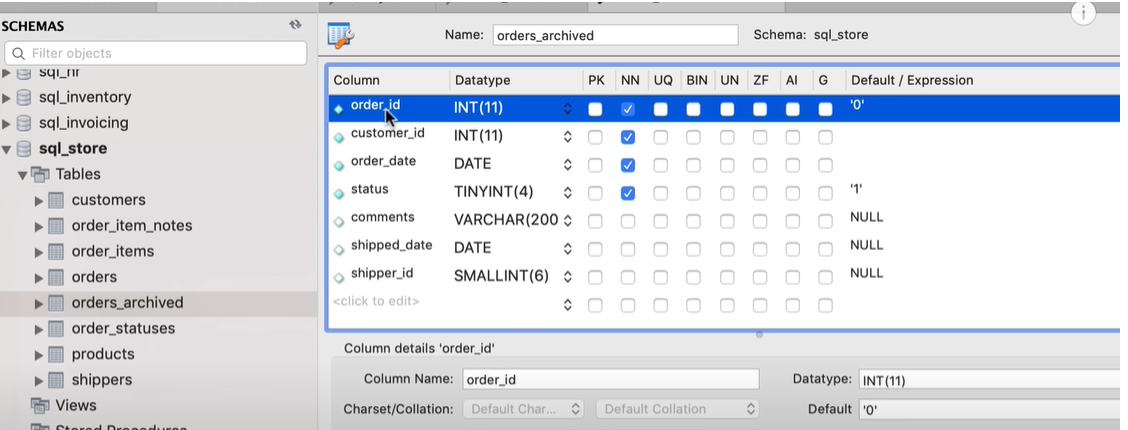 SCHEMAS
Filter objects
sql_hr
sql_inventory
sql_invoicing
sql_store
Tables
customers
order_item_notes
order_items
orders
orders_archived
order_statuses
products
shippers
Views
Stored Procedures
Name: orders_archived Schema: sql_store
Column Datatype PK NN UQ BIN UN ZF AI G Default / Expression
order_id INT(11) '0'
customer_id INT(11)
order_date DATE
status TINYINT(4) '1'
comments VARCHAR(200 NULL
shipped_date DATE NULL
shipper_id SMALLINT(6) NULL
<click to edit>
Column details 'order_id'
Column Name: order_id Datatype: INT(11)
Charset/Collation: Default Char... Default Collation Default '0'